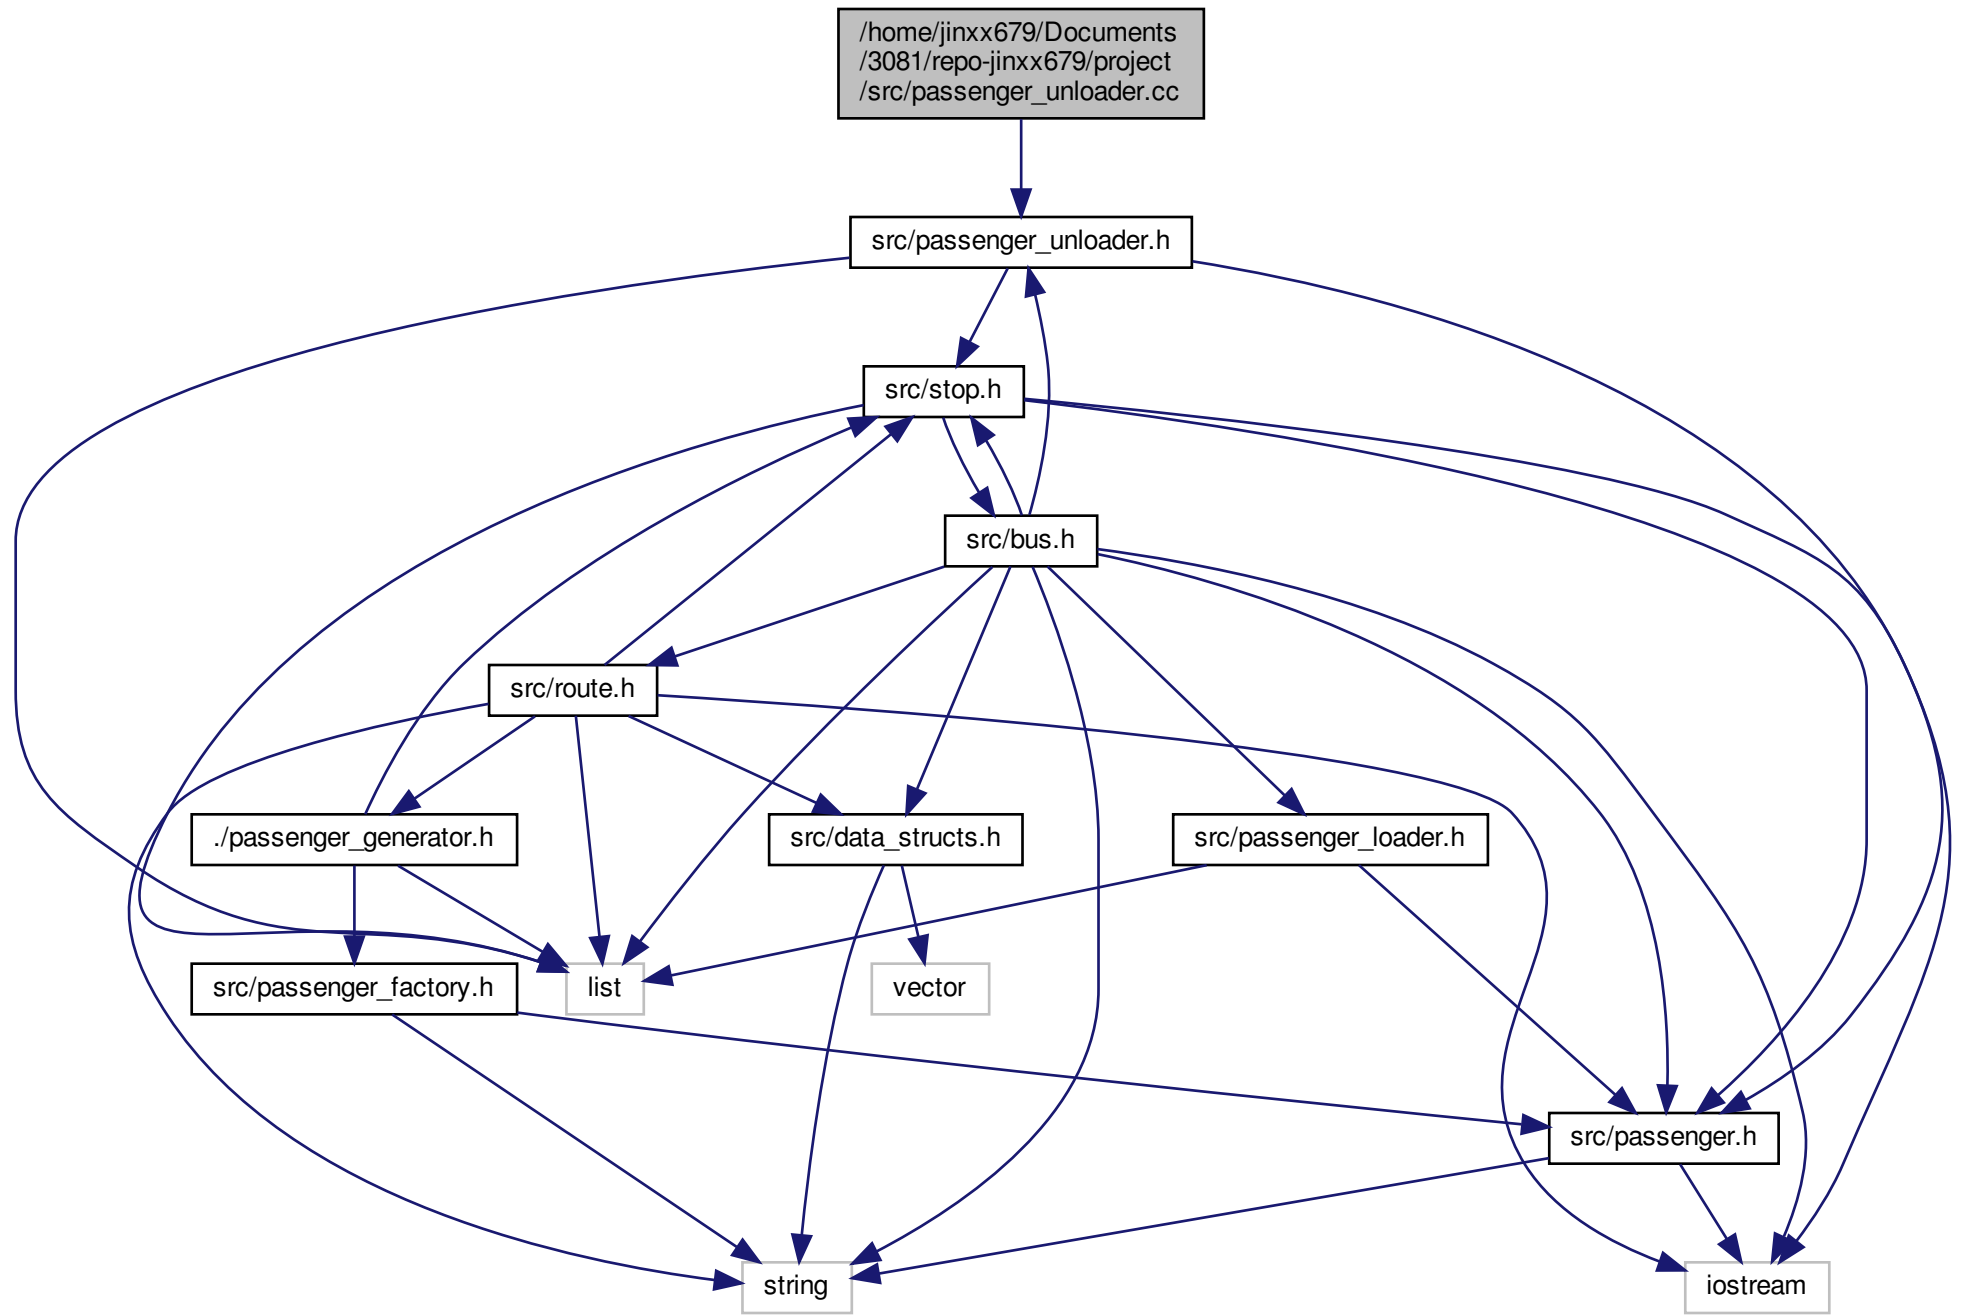 /home/jinxx679/Documents
/3081/repo-jinxx679/project
/src/passenger_unloader.cc
src/passenger_unloader.h
src/stop.h
src/bus.h
src/route.h
./passenger_generator.h
src/data_structs.h
src/passenger_loader.h
src/passenger_factory.h
list
vector
src/passenger.h
string
iostream